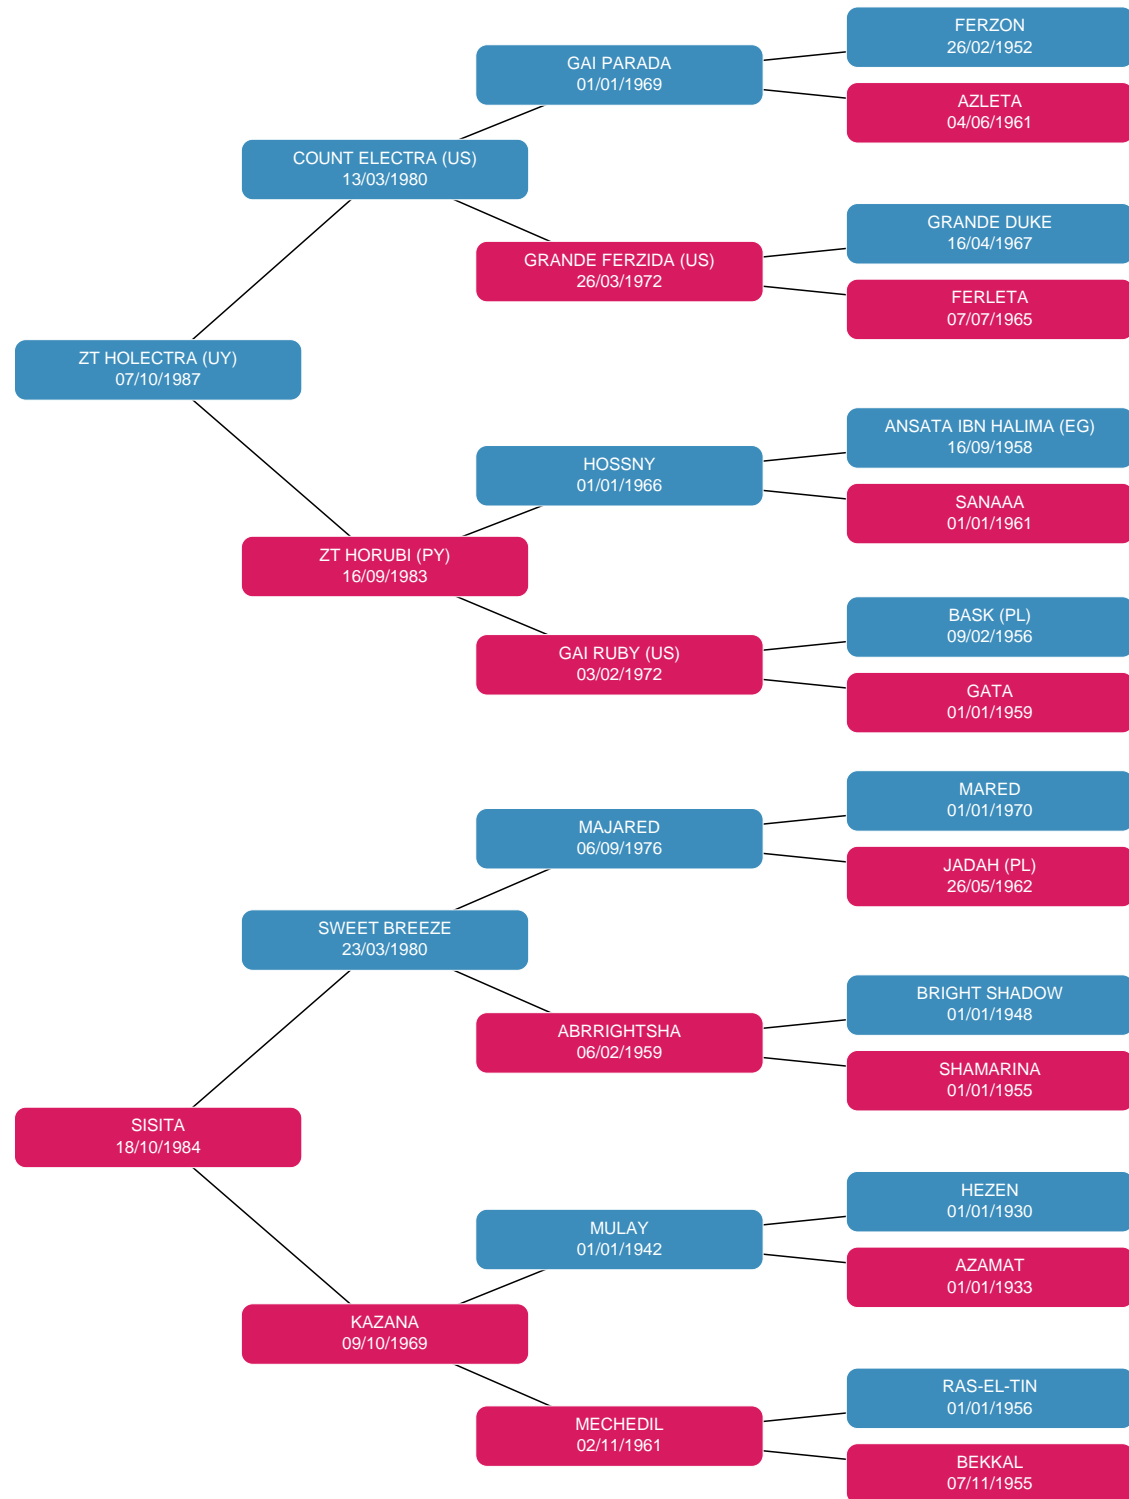 FERZON
26/02/1952
GAI PARADA
01/01/1969
AZLETA
04/06/1961
COUNT ELECTRA (US)
13/03/1980
GRANDE DUKE
16/04/1967
GRANDE FERZIDA (US)
26/03/1972
FERLETA
07/07/1965
ZT HOLECTRA (UY)
07/10/1987
ANSATA IBN HALIMA (EG)
16/09/1958
HOSSNY
01/01/1966
SANAAA
01/01/1961
ZT HORUBI (PY)
16/09/1983
BASK (PL)
09/02/1956
GAI RUBY (US)
03/02/1972
GATA
01/01/1959
MARED
01/01/1970
MAJARED
06/09/1976
JADAH (PL)
26/05/1962
SWEET BREEZE
23/03/1980
BRIGHT SHADOW
01/01/1948
ABRRIGHTSHA
06/02/1959
SHAMARINA
01/01/1955
SISITA
18/10/1984
HEZEN
01/01/1930
MULAY
01/01/1942
AZAMAT
01/01/1933
KAZANA
09/10/1969
RAS-EL-TIN
01/01/1956
MECHEDIL
02/11/1961
BEKKAL
07/11/1955